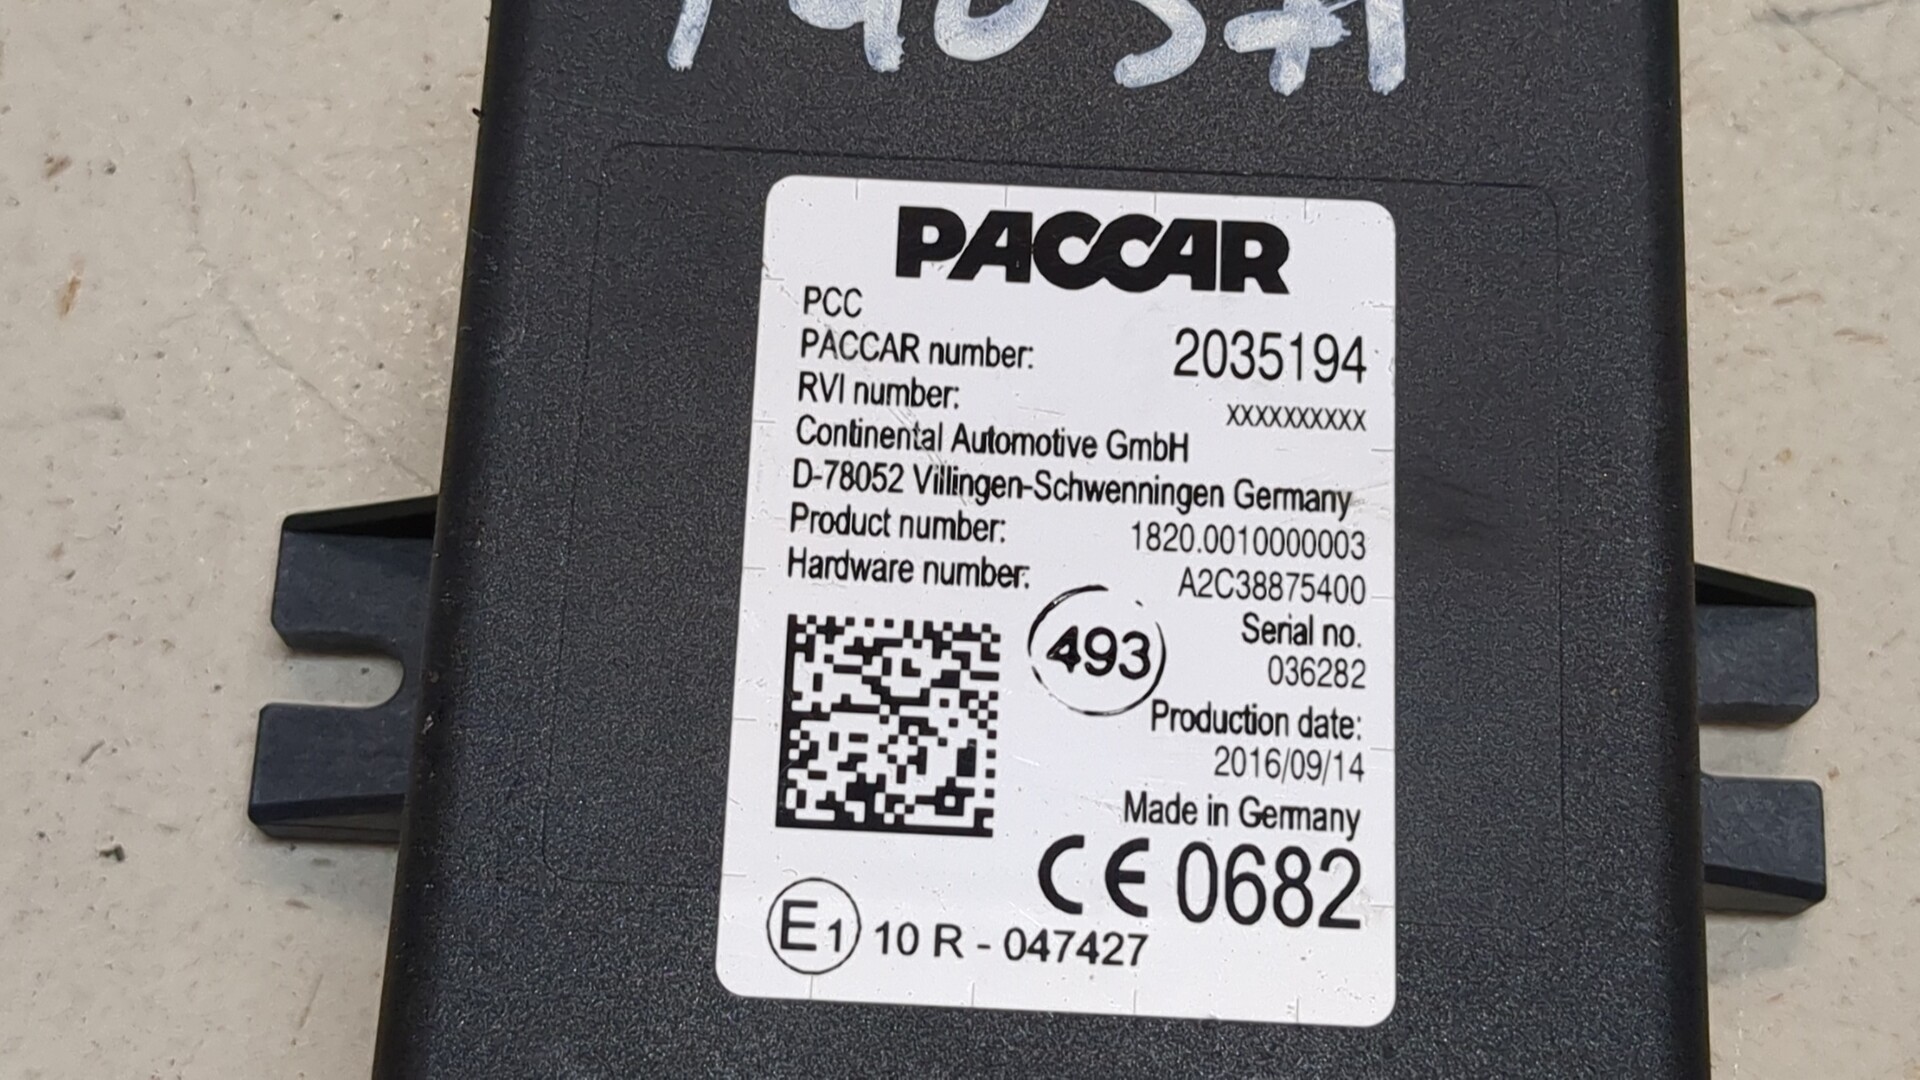 PACCAR
PCC
PACCAR number: 2035194
RVI number: xxxxxxxxxx
Continental Automotive GmbH
D-78052 Villingen-Schwenningen Germany
Product number: 1820.0010000003
Hardware number: A2C38875400
493
Serial no.
036282
Production date:
2016/09/14
Made in Germany
CE 0682
E1 10 R - 047427